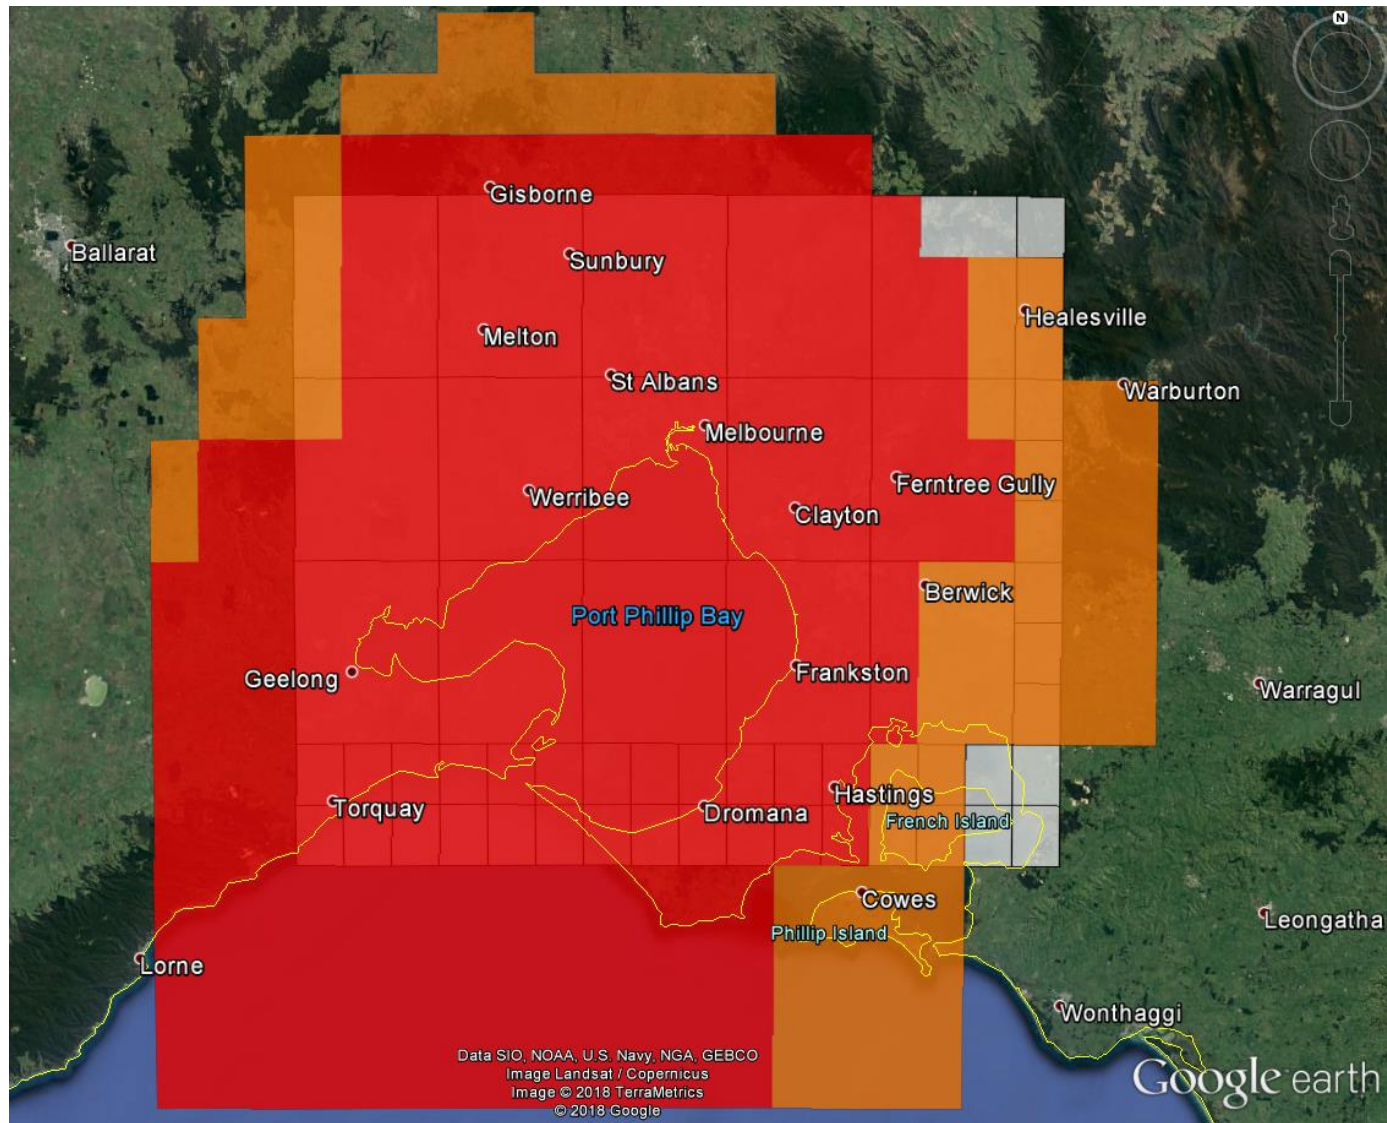 N
Gisborne
Ballarat
Sunbury
Healesville
Melton
St Albans
Warburton
Melbourne
Ferntree Gully
Werribee
Clayton
Berwick
Port Phillip Bay
Geelong
Frankston
Warragul
Hastings
Torquay
Dromana
French Island
Cowes
Leongatha
Phillip Island
Lorne
Wonthaggi
Data SIO, NOAA, U.S. Navy, NGA, GEBCO
Image Landsat / Copernicus
Image © 2018 TerraMetrics
© 2018 Google
Google earth